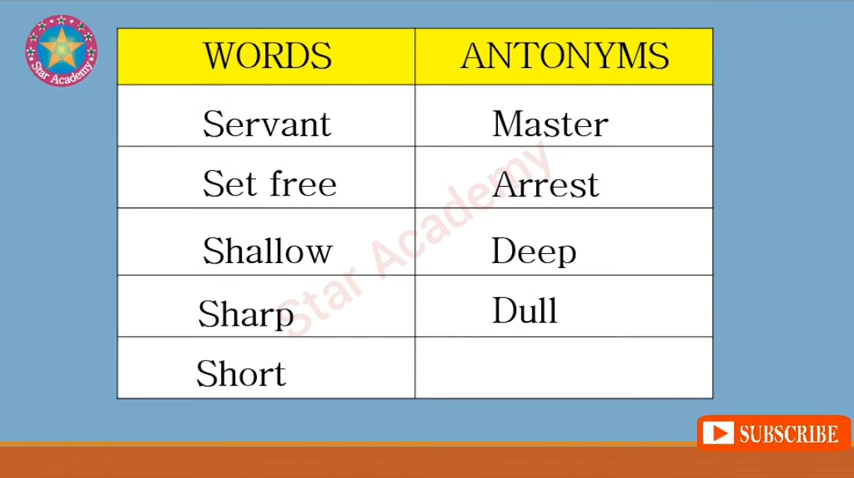 Star Academy
WORDS ANTONYMS
Servant Master
Set free Arrest
Shallow Deep
Sharp Dull
Short
Star Academy
SUBSCRIBE